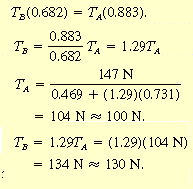 T_B(0.682) = T_A(0.883).
T_B = 0.883/0.682 T_A = 1.29T_A
T_A = 147 N/0.469 + (1.29)(0.731)
= 104 N ≈ 100 N.
T_B = 1.29T_A = (1.29)(104 N)
= 134 N ≈ 130 N.